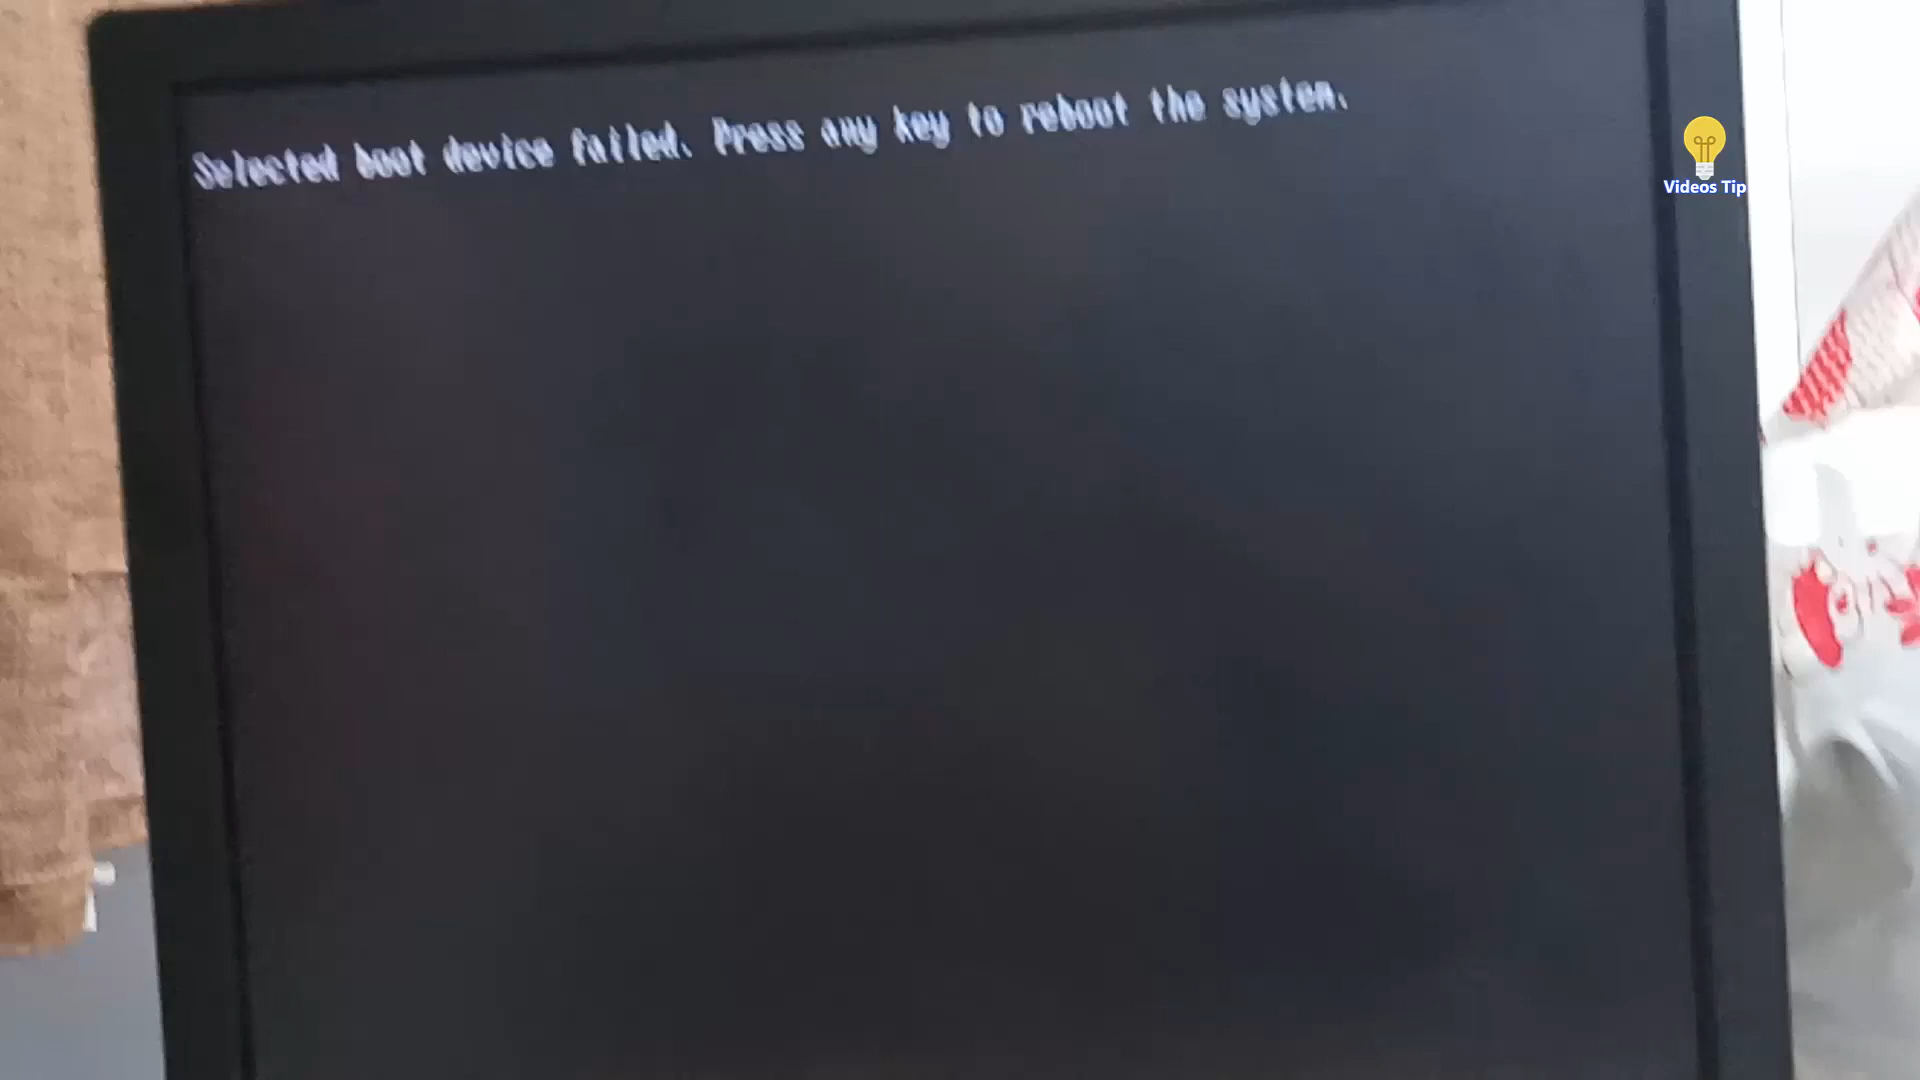 Selected boot device failed. Press any key to reboot the system.
Videos Tip